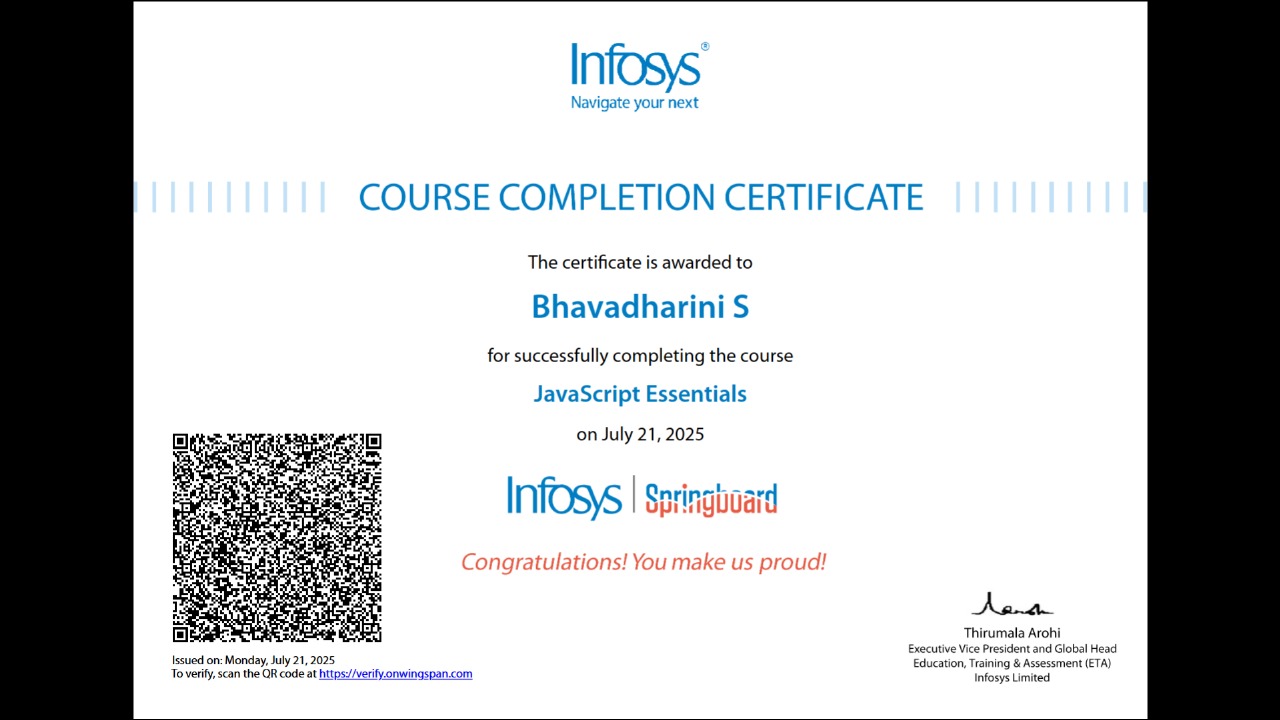 Infosys®
Navigate your next
COURSE COMPLETION CERTIFICATE
The certificate is awarded to
Bhavadharini S
for successfully completing the course
JavaScript Essentials
on July 21, 2025
Infosys | Springboard
Congratulations! You make us proud!
Issued on: Monday, July 21, 2025
To verify, scan the QR code at https://verify.onwingspan.com
Thirumala Arohi
Executive Vice President and Global Head
Education, Training & Assessment (ETA)
Infosys Limited